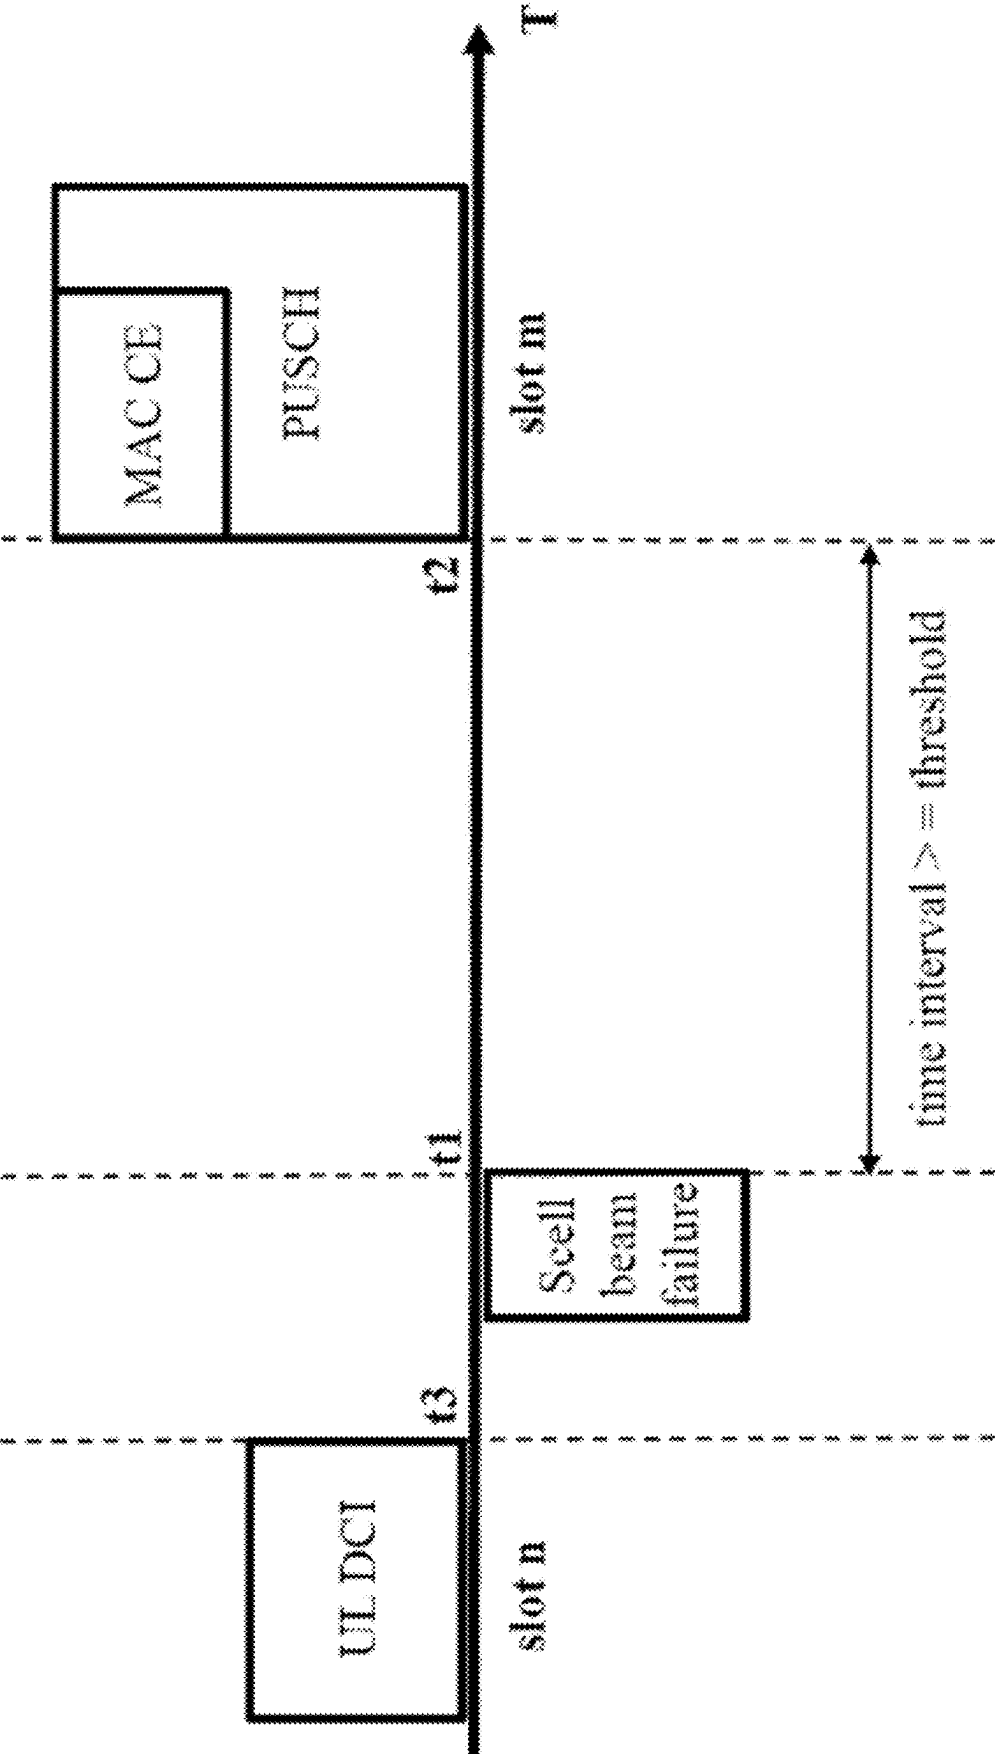 MAC CE
UL DCI
PUSCH
t3
t1
t2
T
slot n
slot m
Scell
beam
failure
time interval > = threshold